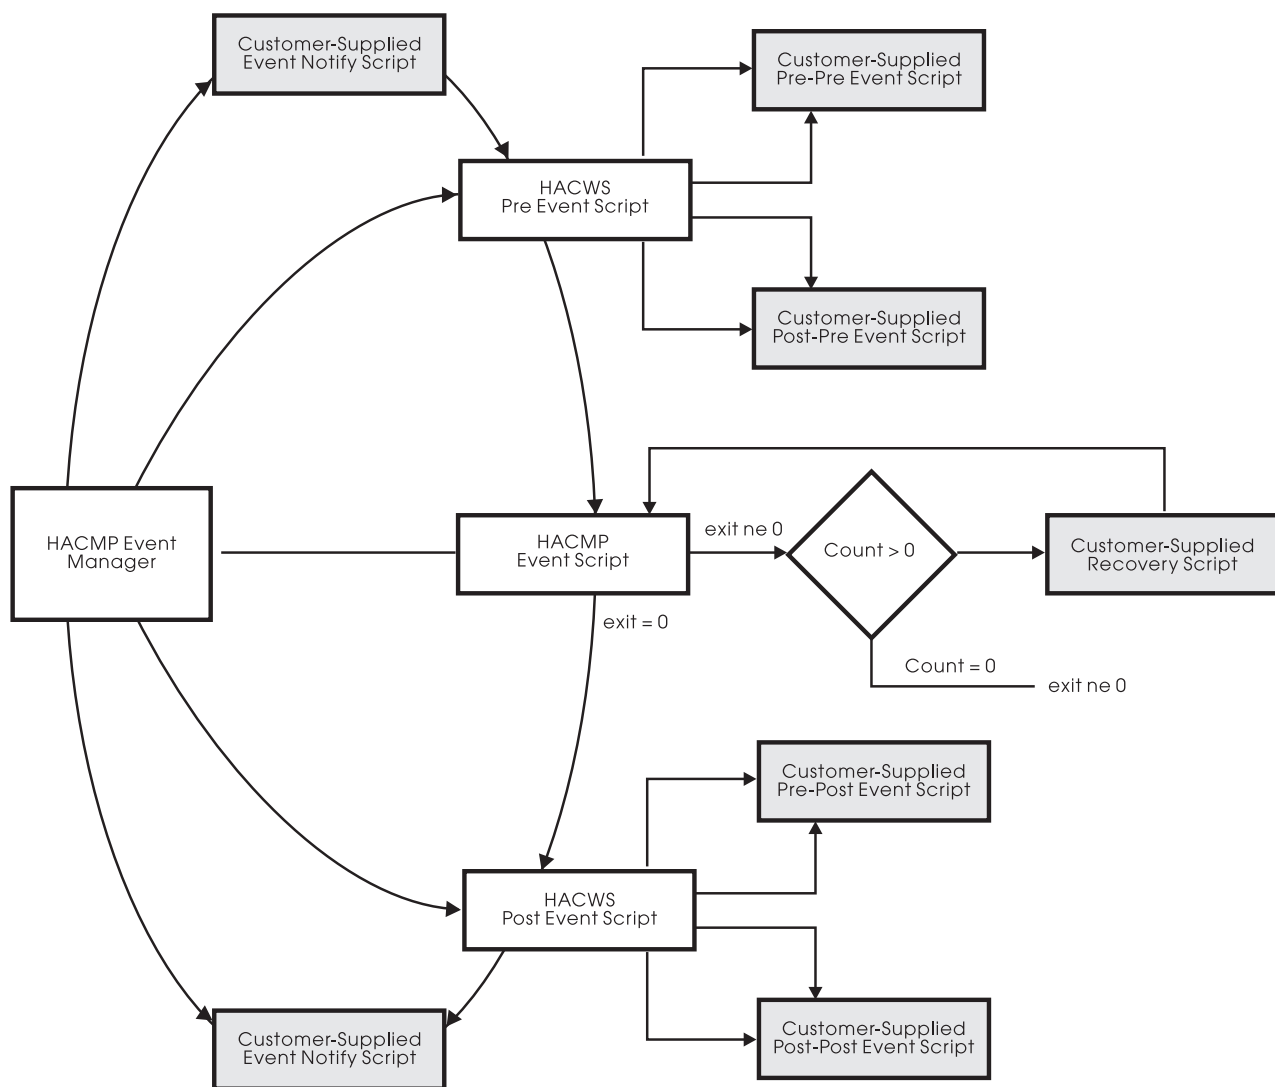 Customer-Supplied
Event Notify Script
Customer-Supplied
Pre-Pre Event Script
HACWS
Pre Event Script
Customer-Supplied
Post-Pre Event Script
HACMP Event
Manager
HACMP
Event Script
exit ne 0
Count > 0
Customer-Supplied
Recovery Script
exit = 0
Count = 0
exit ne 0
Customer-Supplied
Pre-Post Event Script
HACWS
Post Event Script
Customer-Supplied
Event Notify Script
Customer-Supplied
Post-Post Event Script